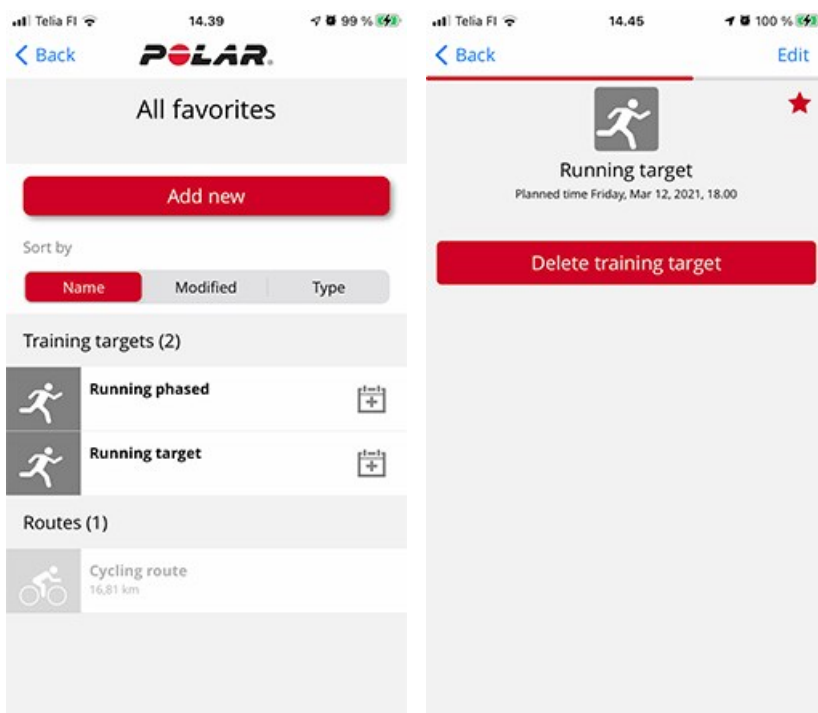 Telia FI 14.39 99 %
Back POLAR.
All favorites
Add new
Sort by
Name Modified Type
Training targets (2)
Running phased
Running target
Routes (1)
Cycling route
16,81 km
Telia FI 14.45 100 %
Back Edit
Running target
Planned time Friday, Mar 12, 2021, 18.00
Delete training target